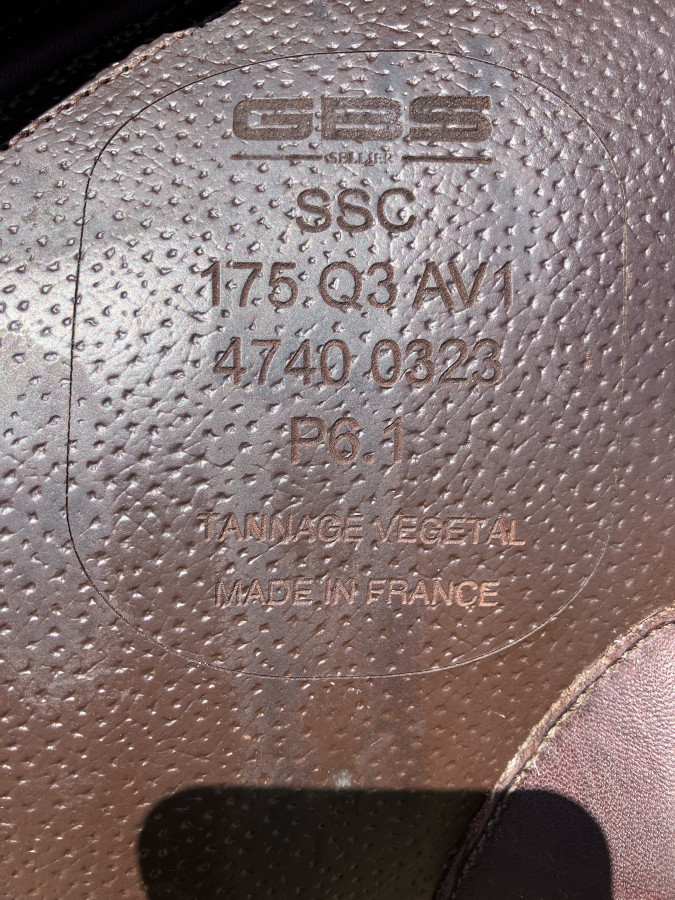 GBS
SELLIER
SSC
175 Q3 AV1
4740 0323
P6.1
TANNAGE VEGETAL
MADE IN FRANCE